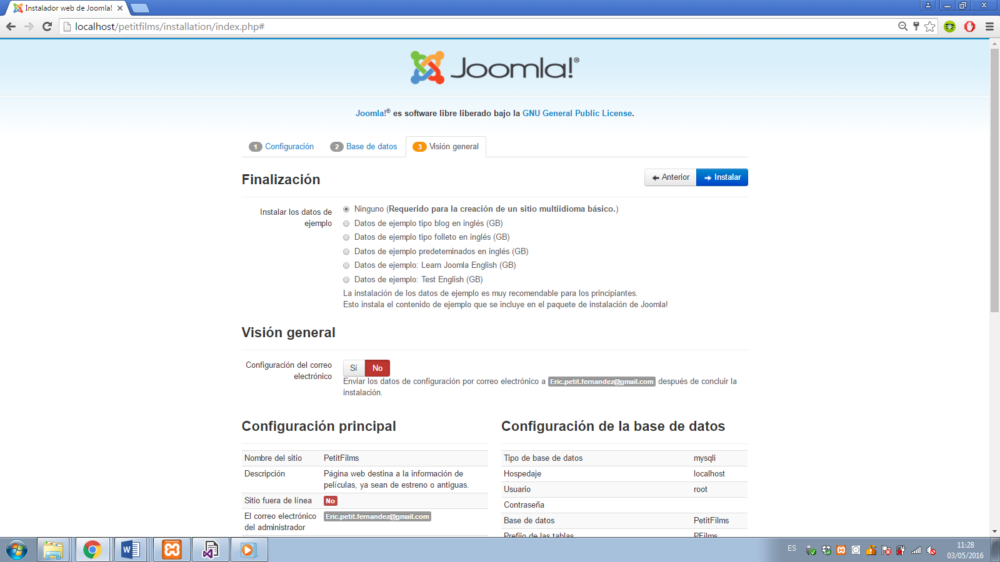 Instalador web de Joomla!
localhost/petitfilms/installation/index.php#
Joomla!®
Joomla!® es software libre liberado bajo la GNU General Public License.
1 Configuración
2 Base de datos
3 Visión general
Finalización
Anterior
Instalar
Instalar los datos de
ejemplo
Ninguno (Requerido para la creación de un sitio multiidioma básico.)
Datos de ejemplo tipo blog en inglés (GB)
Datos de ejemplo tipo folleto en inglés (GB)
Datos de ejemplo predeteminados en inglés (GB)
Datos de ejemplo: Learn Joomla English (GB)
Datos de ejemplo: Test English (GB)
La instalación de los datos de ejemplo es muy recomendable para los principiantes.
Esto instala el contenido de ejemplo que se incluye en el paquete de instalación de Joomla!
Visión general
Configuración del correo
electrónico
Sí No
Enviar los datos de configuración por correo electrónico a Eric.petit.fernandez@gmail.com después de concluir la
instalación.
Configuración principal
Nombre del sitio PetitFilms
Descripción Página web destina a la información de
películas, ya sean de estreno o antiguas.
Sitio fuera de línea No
El correo electrónico Eric.petit.fernandez@gmail.com
del administrador
Configuración de la base de datos
Tipo de base de datos mysqli
Hospedaje localhost
Usuario root
Contraseña
Base de datos PetitFilms
Prefijo de las tablas PFilms
ES
11:28
03/05/2016